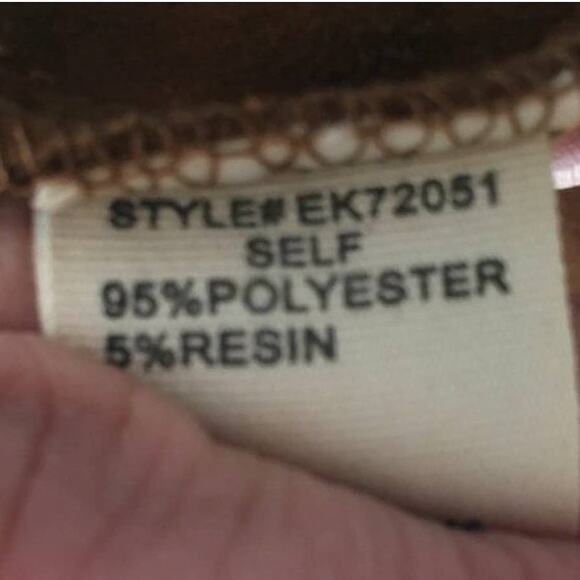 STYLE# EK72051
SELF
95%POLYESTER
5%RESIN